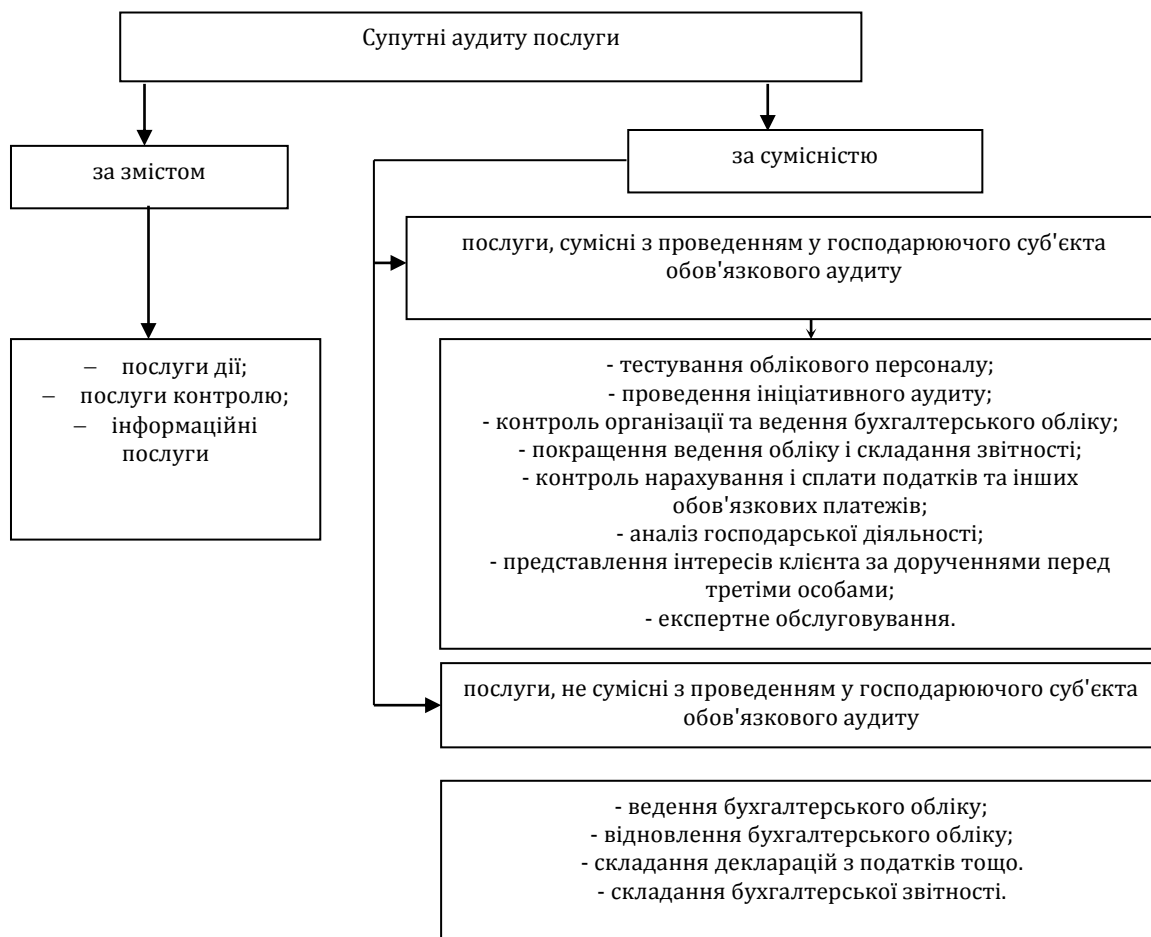 Супутні аудиту послуги
за змістом
за сумісністю
послуги, сумісні з проведенням у господарюючого суб'єкта
обов'язкового аудиту
– послуги дії;
– послуги контролю;
– інформаційні
послуги
- тестування облікового персоналу;
- проведення ініціативного аудиту;
- контроль організації та ведення бухгалтерського обліку;
- покращення ведення обліку і складання звітності;
- контроль нарахування і сплати податків та інших
обов'язкових платежів;
- аналіз господарської діяльності;
- представлення інтересів клієнта за дорученнями перед
третіми особами;
- експертне обслуговування.
послуги, не сумісні з проведенням у господарюючого суб'єкта
обов'язкового аудиту
- ведення бухгалтерського обліку;
- відновлення бухгалтерського обліку;
- складання декларацій з податків тощо.
- складання бухгалтерської звітності.